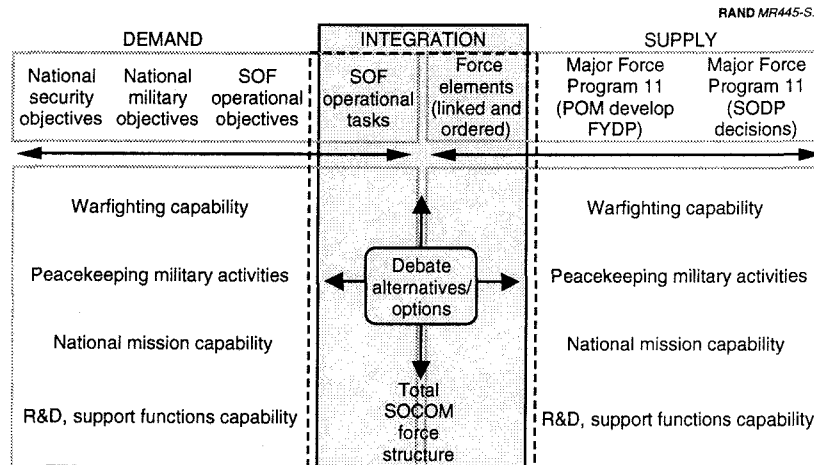 RAND MR445-S.
DEMAND
INTEGRATION
SUPPLY
National
security
objectives
National
military
objectives
SOF
operational
objectives
SOF
operational
tasks
Force
elements
(linked and
ordered)
Major Force
Program 11
(POM develop
FYDP)
Major Force
Program 11
(SODP
decisions)
Warfighting capability
Peacekeeping military activities
National mission capability
R&D, support functions capability
Debate
alternatives/
options
Total
SOCOM
force
structure
Warfighting capability
Peacekeeping military activities
National mission capability
R&D, support functions capability